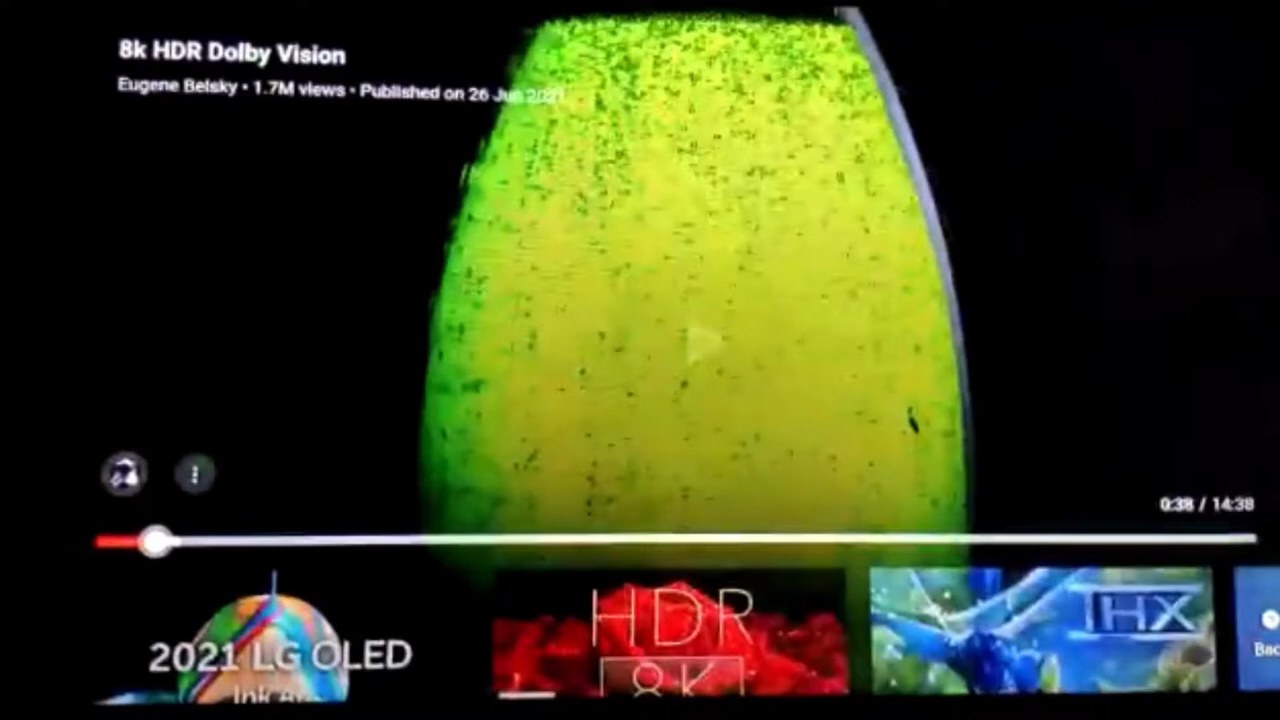 8k HDR Dolby Vision
Eugene Belsky • 1.7M views • Published on 26 Jun 2021
0:38 / 14:38
2021 LG OLED
HDR
8K
THX